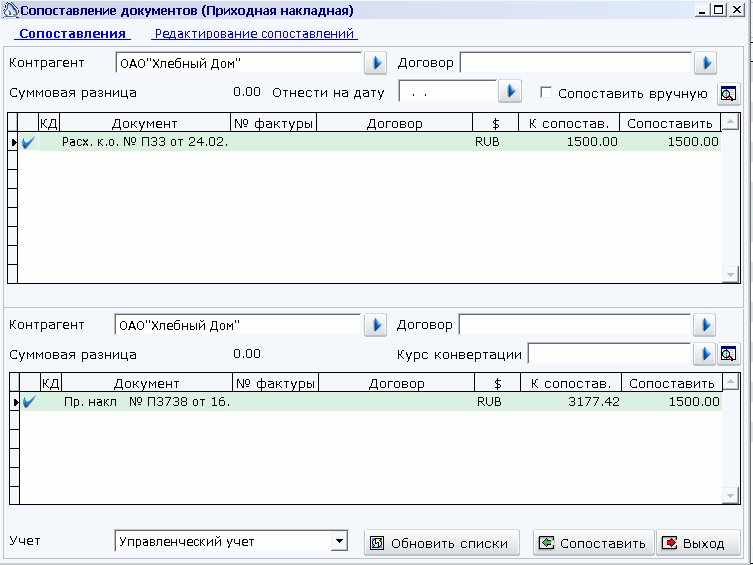 Сопоставление документов (Приходная накладная)
Сопоставления Редактирование сопоставлений
Контрагент ОАО"Хлебный Дом" Договор
Суммовая разница 0.00 Отнести на дату . . Сопоставить вручную
КД Документ № фактуры Договор $ К сопостав. Сопоставить
Расх. к.о. № П33 от 24.02. RUB 1500.00 1500.00
Контрагент ОАО"Хлебный Дом" Договор
Суммовая разница 0.00 Курс конвертации
КД Документ № фактуры Договор $ К сопостав. Сопоставить
Пр. накл № П3738 от 16. RUB 3177.42 1500.00
Учет Управленческий учет Обновить списки Сопоставить Выход